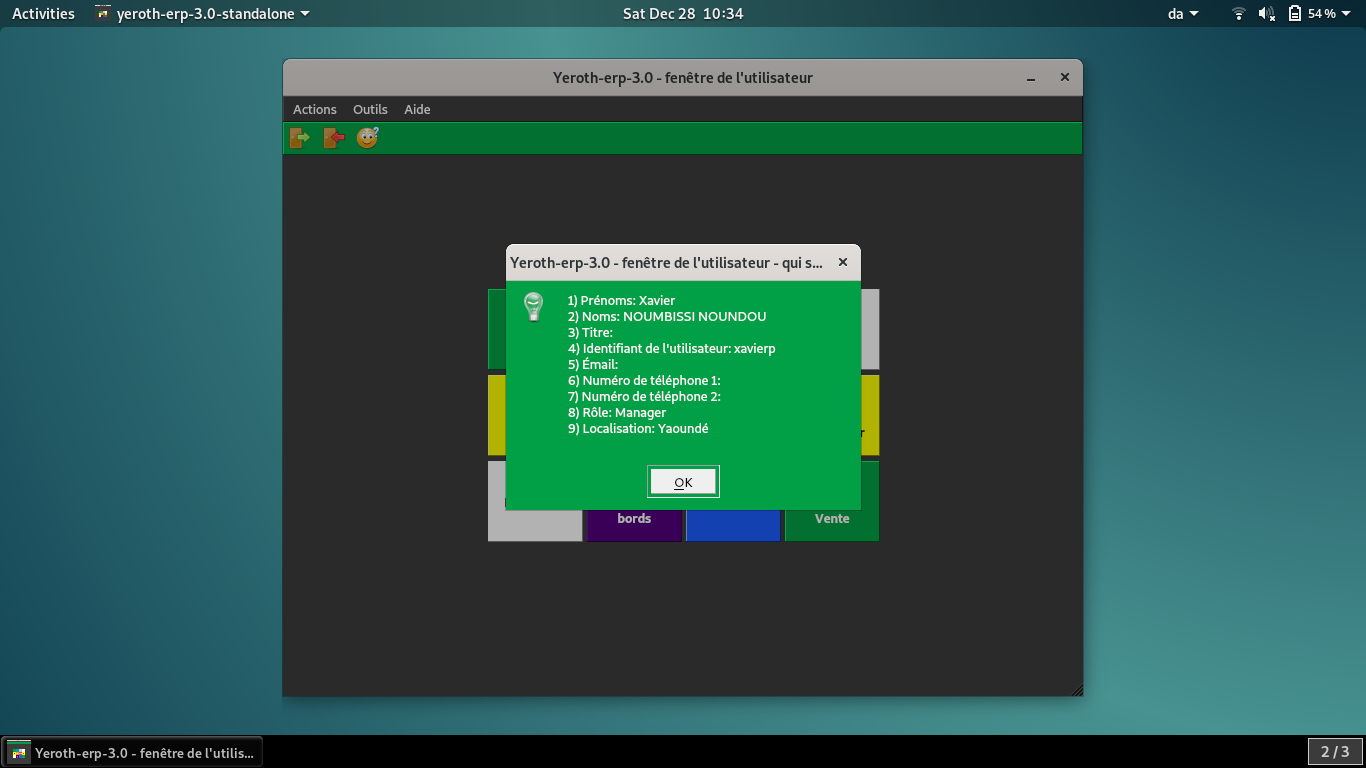 Activities
yeroth-erp-3.0-standalone
Sat Dec 28 10:34
da
54 %
Yeroth-erp-3.0 - fenêtre de l'utilisateur
Actions
Outils
Aide
Yeroth-erp-3.0 - fenêtre de l'utilisateur - qui s...
1) Prénoms: Xavier
2) Noms: NOUMBISSI NOUNDOU
3) Titre:
4) Identifiant de l'utilisateur: xavierp
5) Émail:
6) Numéro de téléphone 1:
7) Numéro de téléphone 2:
8) Rôle: Manager
9) Localisation: Yaoundé
OK
bords
Vente
Yeroth-erp-3.0 - fenêtre de l'utilis...
2 / 3